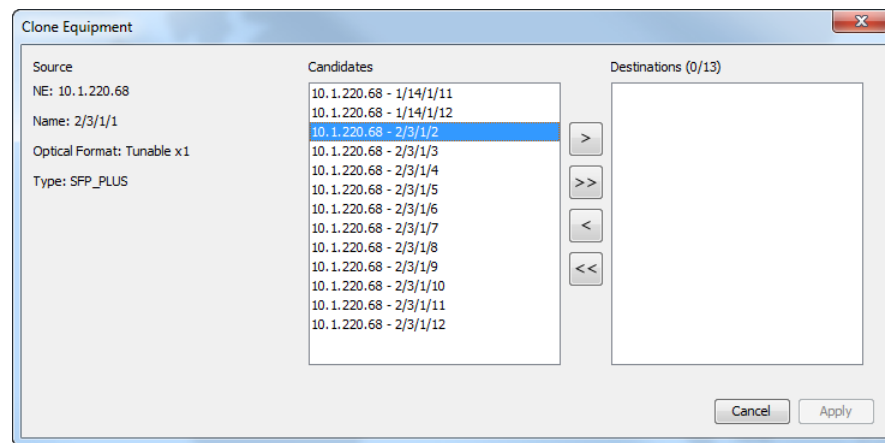 Clone Equipment
x
Source
NE: 10.1.220.68
Name: 2/3/1/1
Optical Format: Tunable x1
Type: SFP_PLUS
Candidates
10.1.220.68 - 1/14/1/11
10.1.220.68 - 1/14/1/12
10.1.220.68 - 2/3/1/2
10.1.220.68 - 2/3/1/3
10.1.220.68 - 2/3/1/4
10.1.220.68 - 2/3/1/5
10.1.220.68 - 2/3/1/6
10.1.220.68 - 2/3/1/7
10.1.220.68 - 2/3/1/8
10.1.220.68 - 2/3/1/9
10.1.220.68 - 2/3/1/10
10.1.220.68 - 2/3/1/11
10.1.220.68 - 2/3/1/12
>
>>
<
<<
Destinations (0/13)
Cancel
Apply